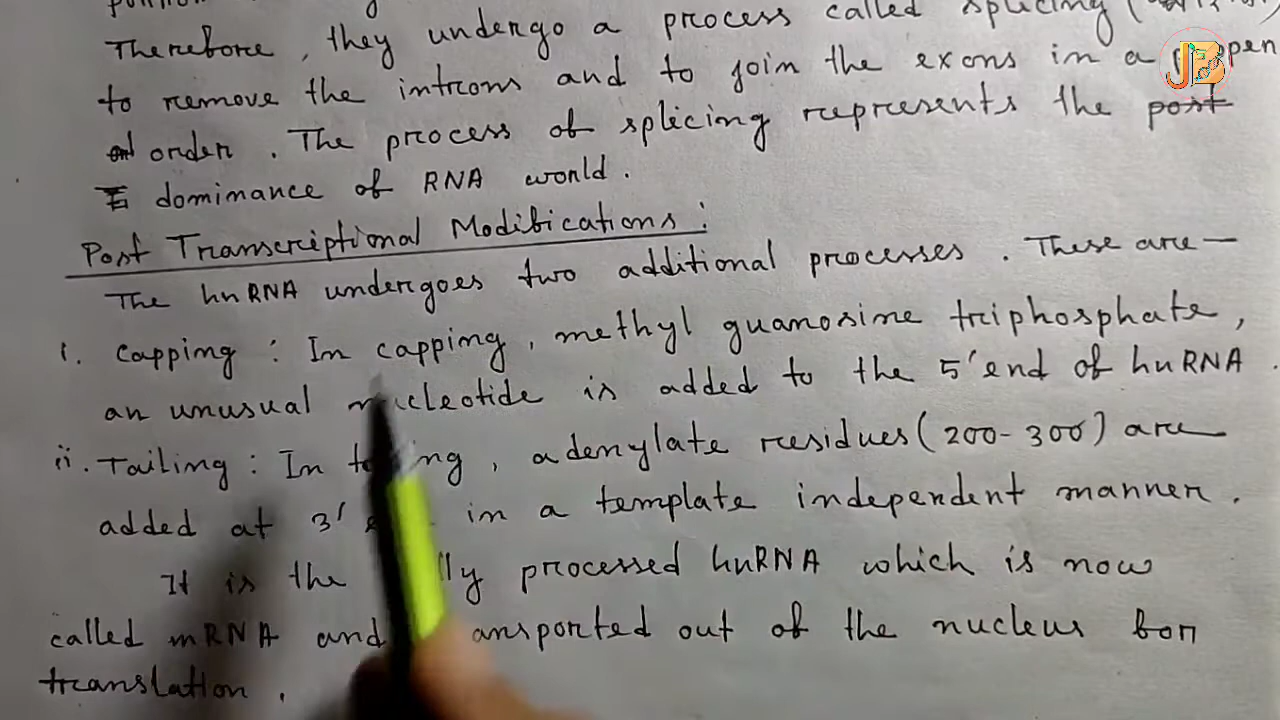 Therefore, they undergo a process called splicing
to remove the introns and to join the exons in a
order. The process of splicing represents the post
dominance of RNA world.
Post Transcriptional Modifications:
The hnRNA undergoes two additional processes. These are—
i. Capping: In capping, methyl guanosine triphosphate,
an unusual nucleotide is added to the 5' end of hnRNA.
ii. Tailing: In, adenylate residues (200-300) are
added at 3' in a template independent manner.
It is the processed hnRNA which is now
called mRNA and out of the nucleus for
translation.
JB